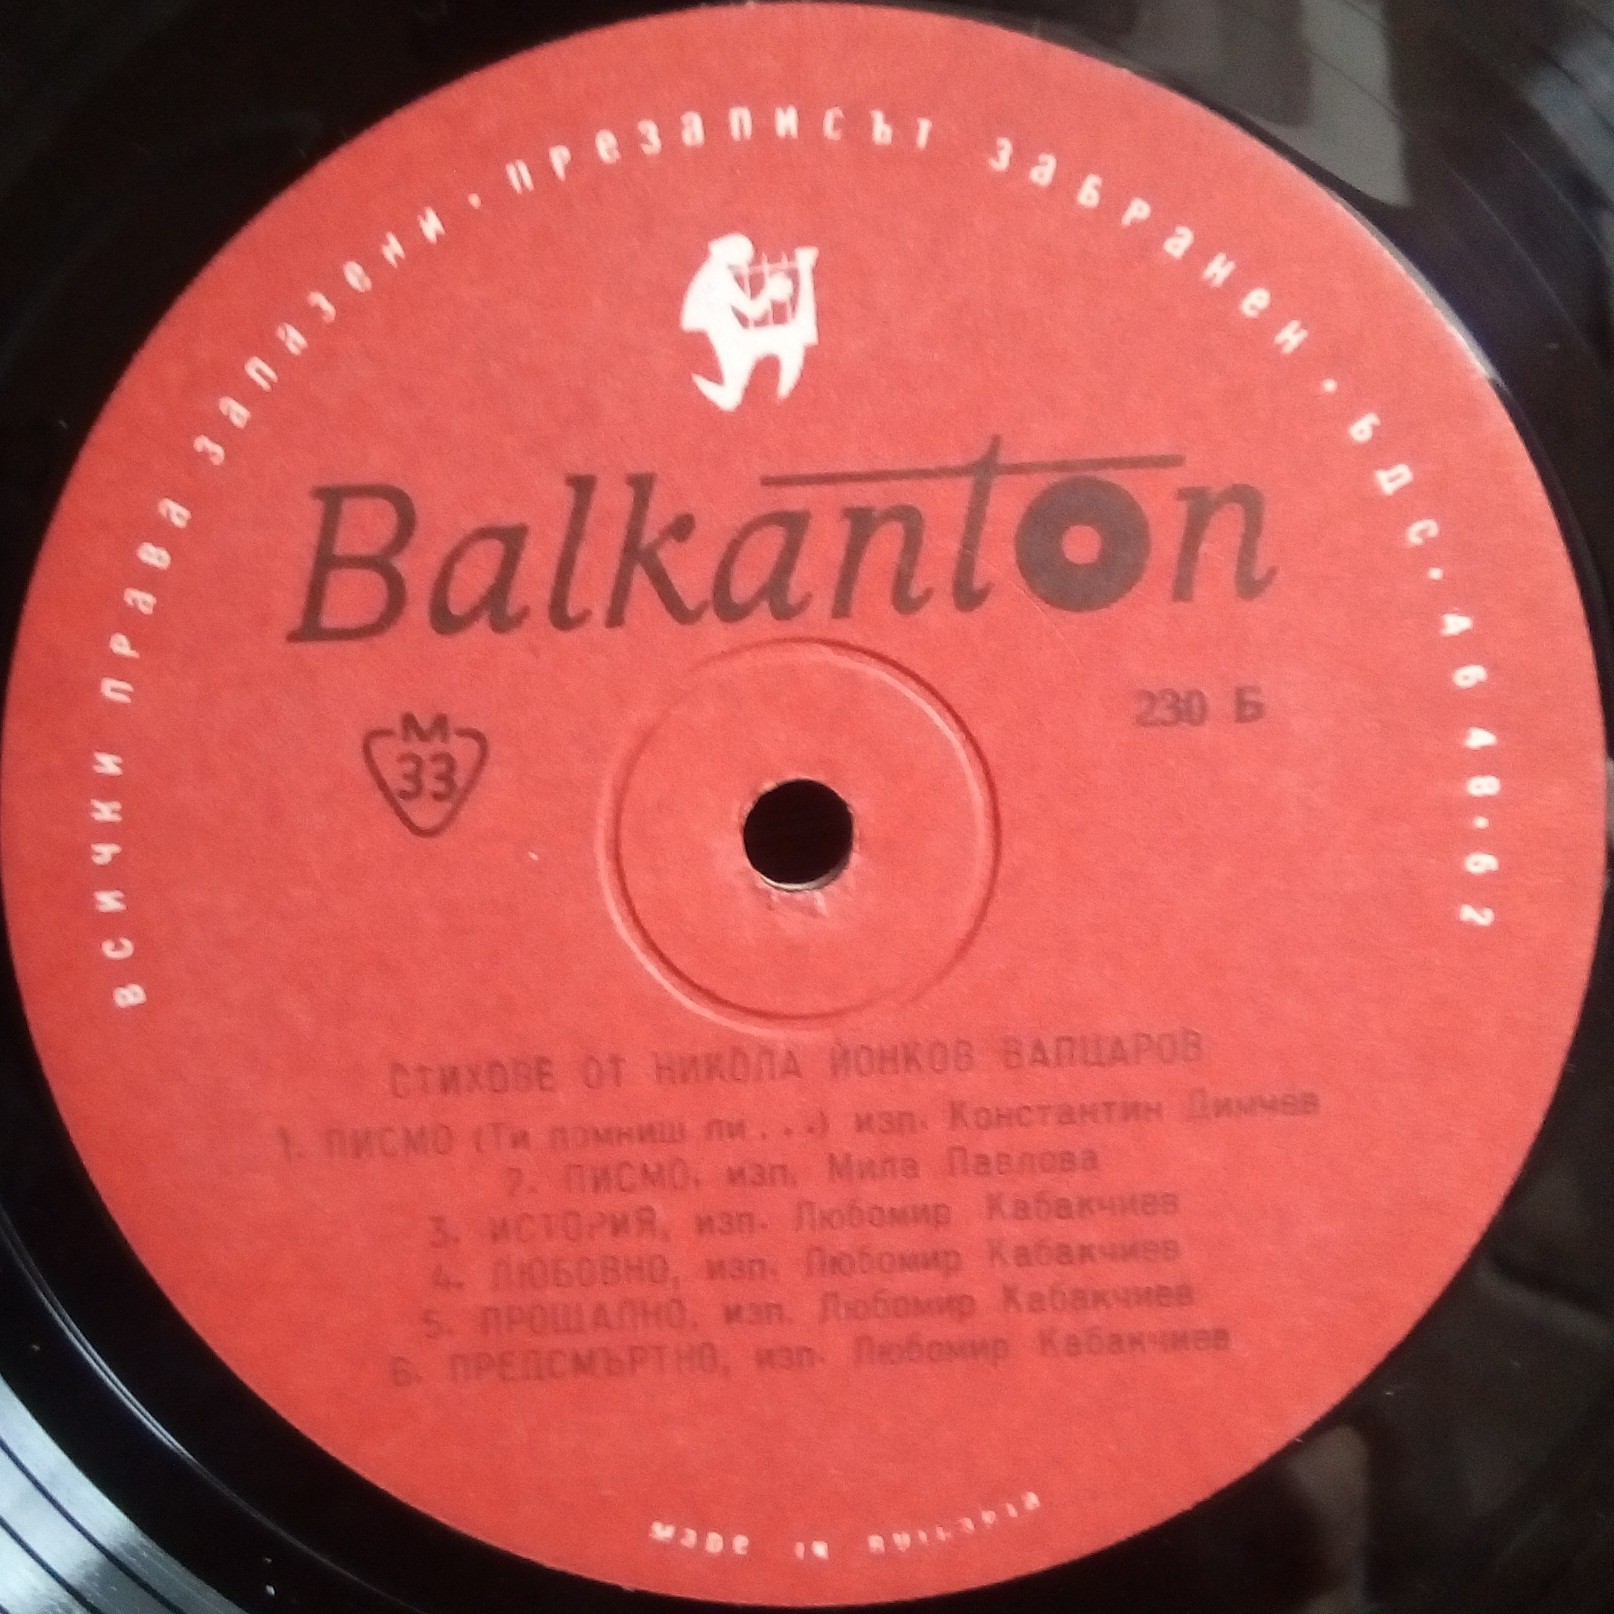 всички права запазени · презаписът забранен · БДС · А6 48 · 62
Balkanton
М
33
230 Б
СТИХОВЕ ОТ НИКОЛА ЙОНКОВ ВАПЦАРОВ
1. ПИСМО (Ти помниш ли...) изп. Константин Димчев
2. ПИСМО, изп. Мила Павлова
3. ИСТОРИЯ, изп. Любомир Кабакчиев
4. ЛЮБОВНО, изп. Любомир Кабакчиев
5. ПРОЩАЛНО, изп. Любомир Кабакчиев
6. ПРЕДСМЪРТНО, изп. Любомир Кабакчиев
made in Bulgaria